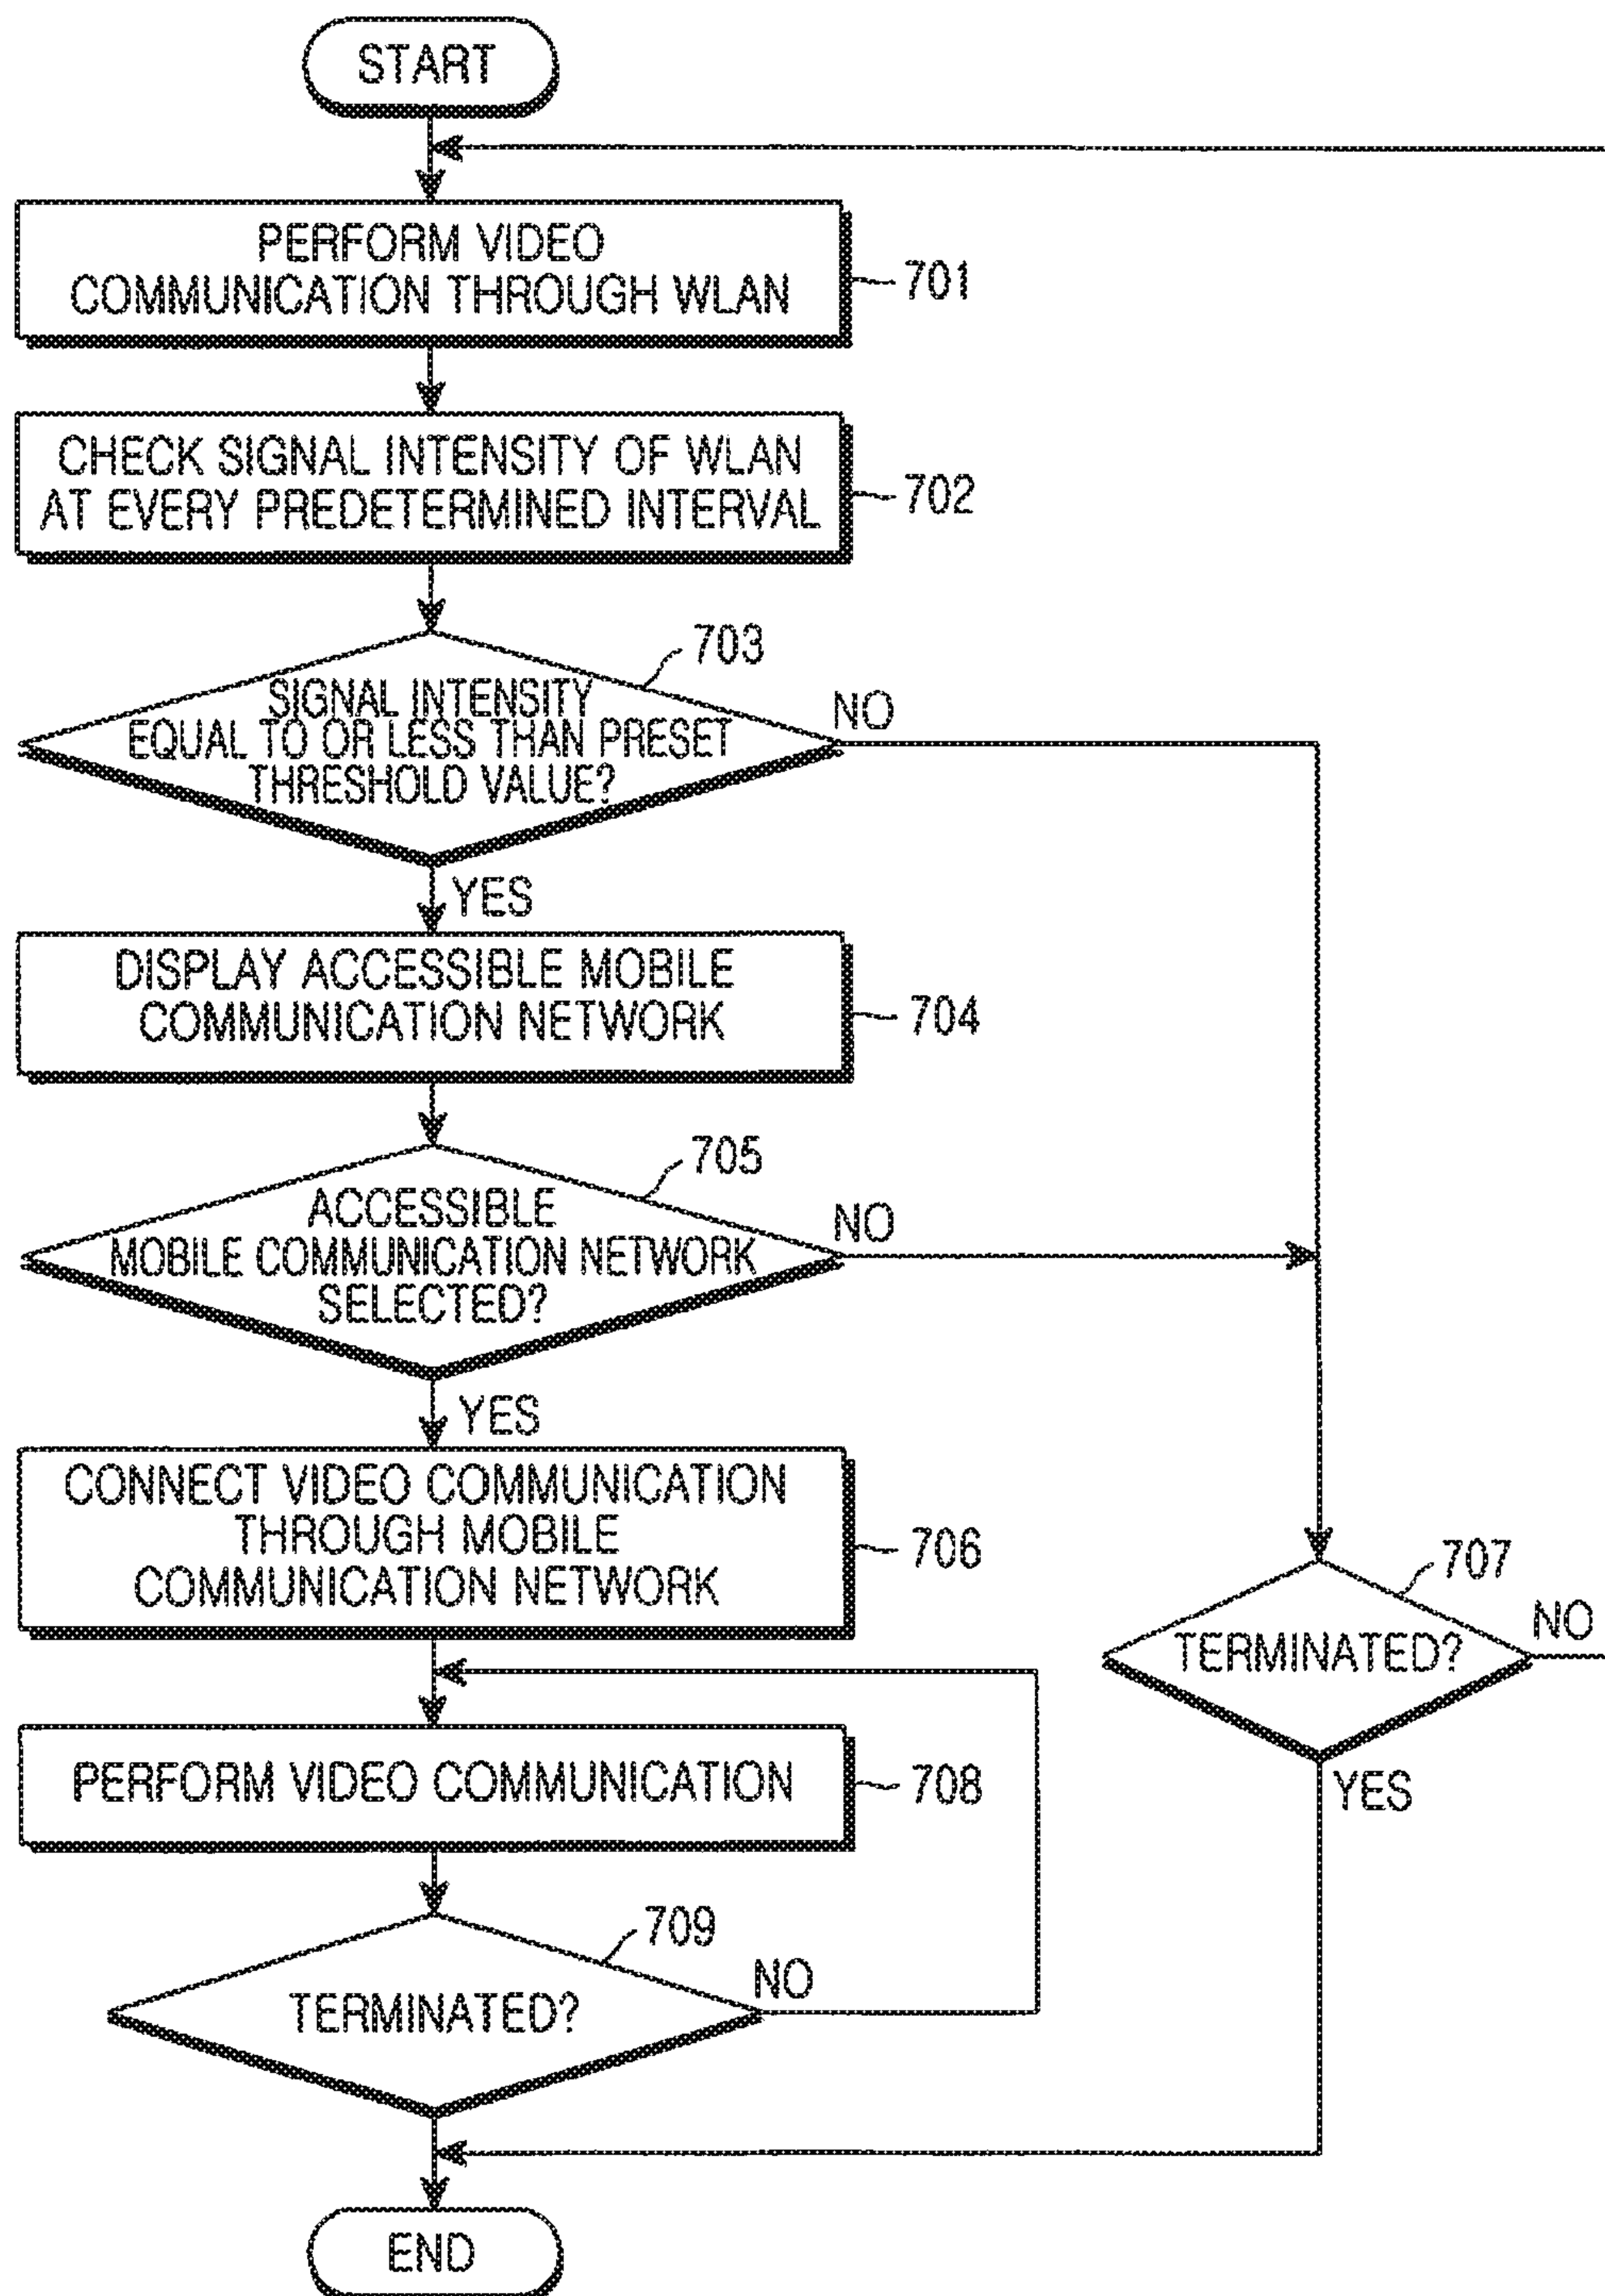 START
PERFORM VIDEO
COMMUNICATION THROUGH WLAN
701
CHECK SIGNAL INTENSITY OF WLAN
AT EVERY PREDETERMINED INTERVAL
702
703
SIGNAL INTENSITY
EQUAL TO OR LESS THAN PRESET
THRESHOLD VALUE?
NO
YES
DISPLAY ACCESSIBLE MOBILE
COMMUNICATION NETWORK
704
705
ACCESSIBLE
MOBILE COMMUNICATION NETWORK
SELECTED?
NO
YES
CONNECT VIDEO COMMUNICATION
THROUGH MOBILE
COMMUNICATION NETWORK
706
707
TERMINATED?
NO
YES
PERFORM VIDEO COMMUNICATION
708
709
TERMINATED?
NO
END